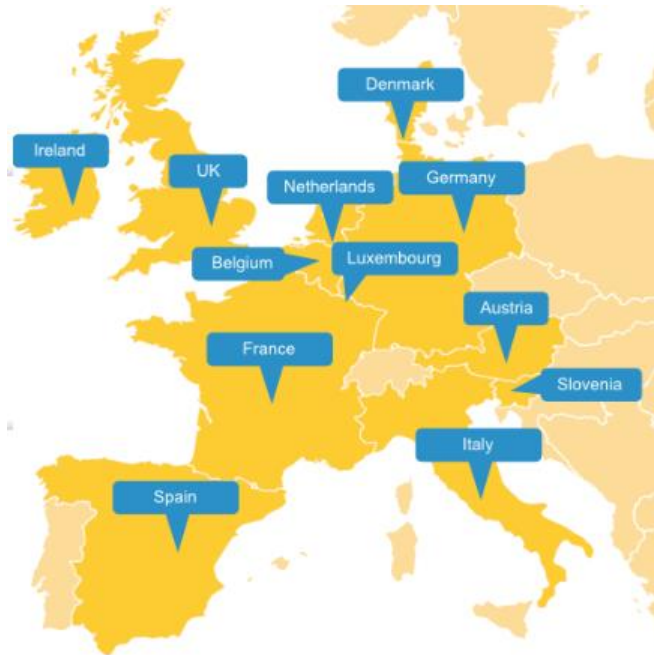 Denmark
Ireland
UK
Netherlands
Germany
Belgium
Luxembourg
Austria
France
Slovenia
Italy
Spain